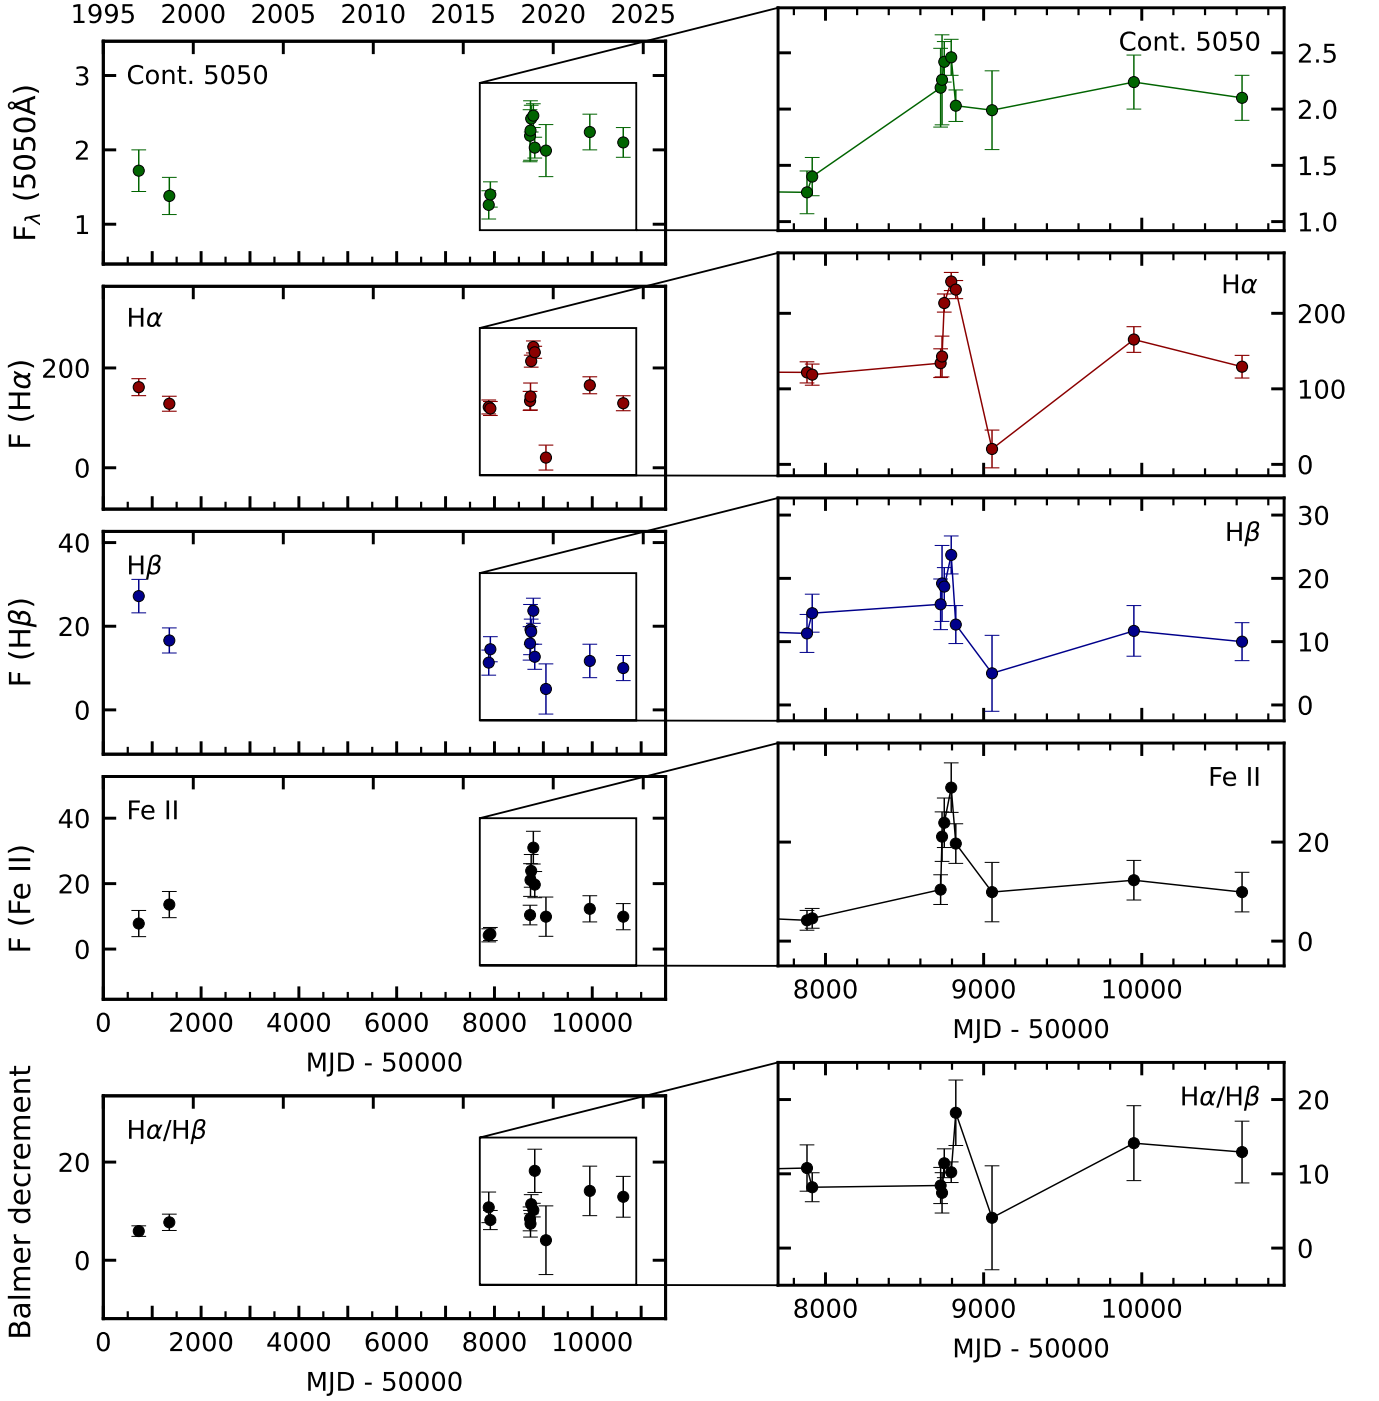 1995 2000 2005 2010 2015 2020 2025
Fλ (5050Å)
3
2
1
Cont. 5050
Cont. 5050
2.5
2.0
1.5
1.0
F (Hα)
200
0
Hα
Hα
200
100
0
F (Hβ)
40
20
0
Hβ
Hβ
30
20
10
0
F (Fe II)
40
20
0
Fe II
Fe II
20
0
0 2000 4000 6000 8000 10000
MJD - 50000
8000 9000 10000
MJD - 50000
Balmer decrement
20
0
Hα/Hβ
Hα/Hβ
20
10
0
0 2000 4000 6000 8000 10000
MJD - 50000
8000 9000 10000
MJD - 50000